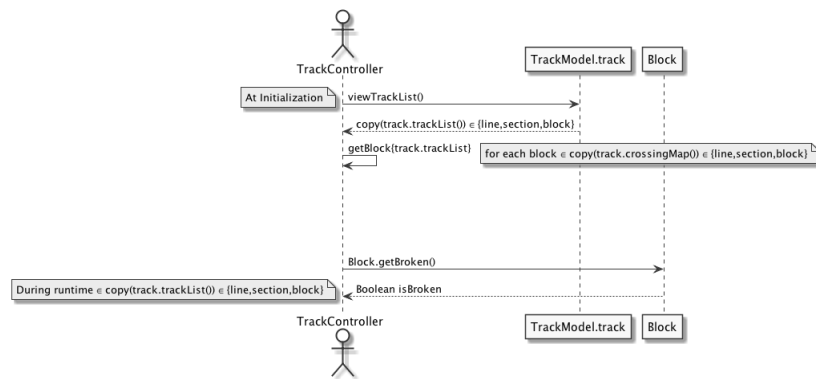 TrackController
TrackModel.track
Block
At Initialization
viewTrackList()
copy(track.trackList()) ∈ {line,section,block}
getBlock{track.trackList}
for each block ∈ copy(track.crossingMap()) ∈ {line,section,block}
Block.getBroken()
During runtime ∈ copy(track.trackList()) ∈ {line,section,block}
Boolean isBroken
TrackController
TrackModel.track
Block